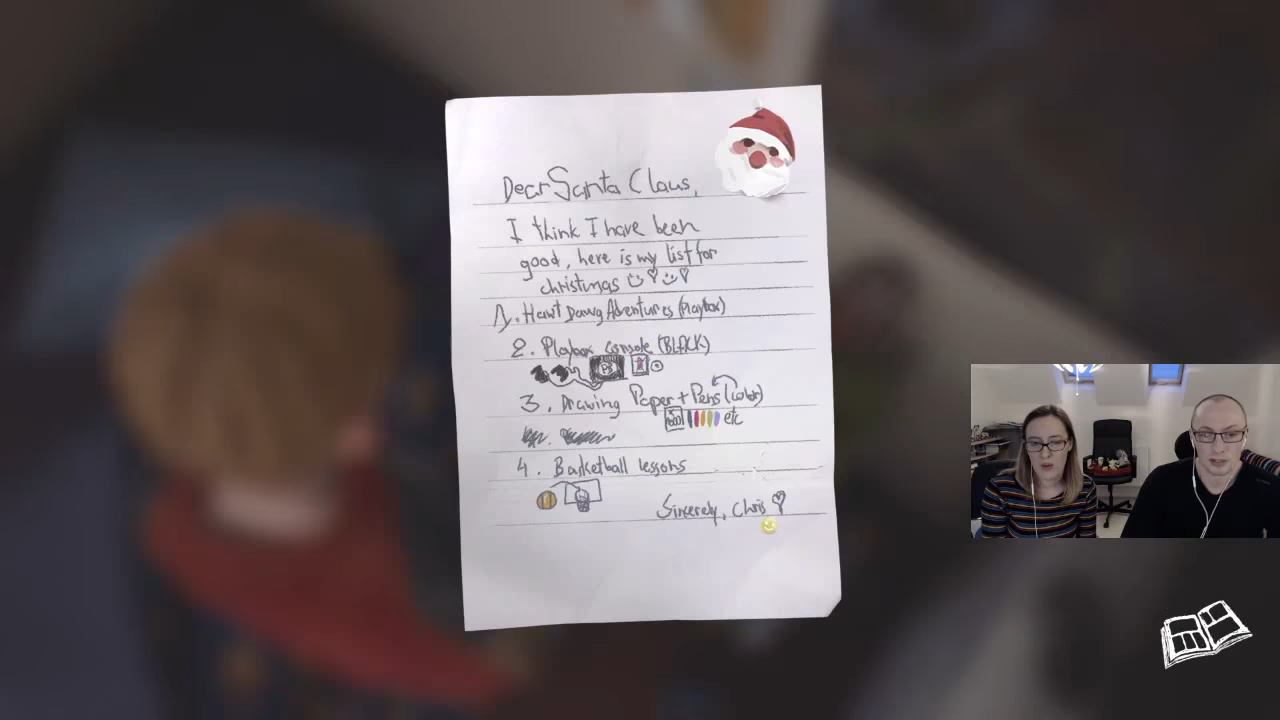 Dear Santa Claus,
I think I have been
good, here is my list for
christmas
1. Hawt Dawg Adventures (Playbox)
2. Playbox console (BLACK)
3. Drawing Paper + Pens (color)
etc
4. Basketball lessons
Sincerely, Chris